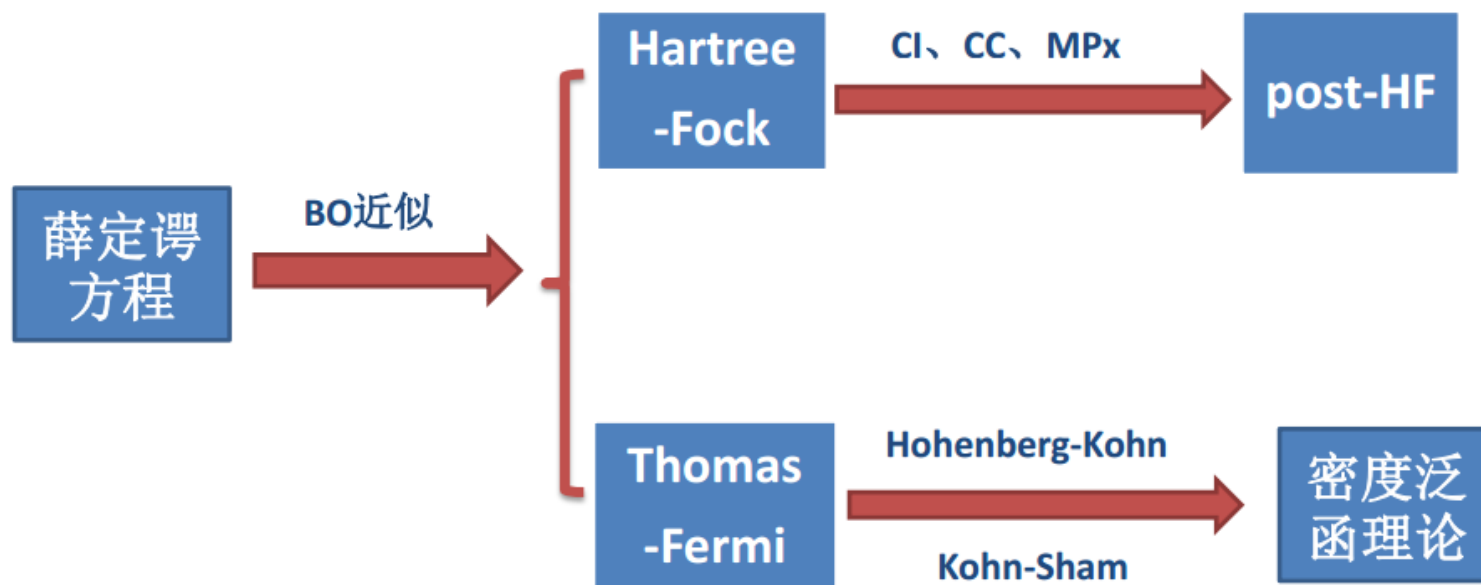 薛定谔
方程
BO近似
Hartree
-Fock
CI、CC、MPx
post-HF
Thomas
-Fermi
Hohenberg-Kohn
Kohn-Sham
密度泛
函理论